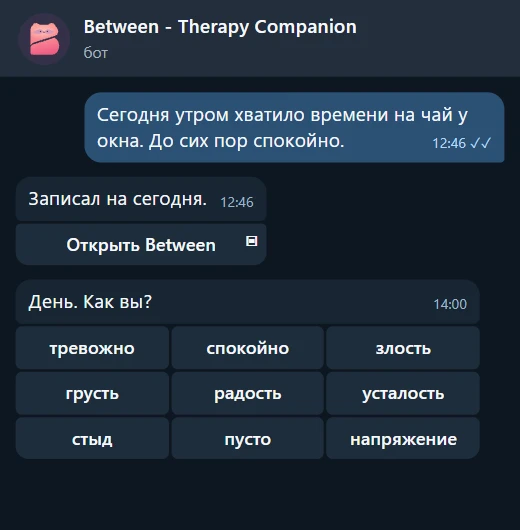 Between - Therapy Companion
бот
Сегодня утром хватило времени на чай у
окна. До сих пор спокойно. 12:46
Записал на сегодня. 12:46
Открыть Between
День. Как вы? 14:00
тревожно спокойно злость
грусть радость усталость
стыд пусто напряжение